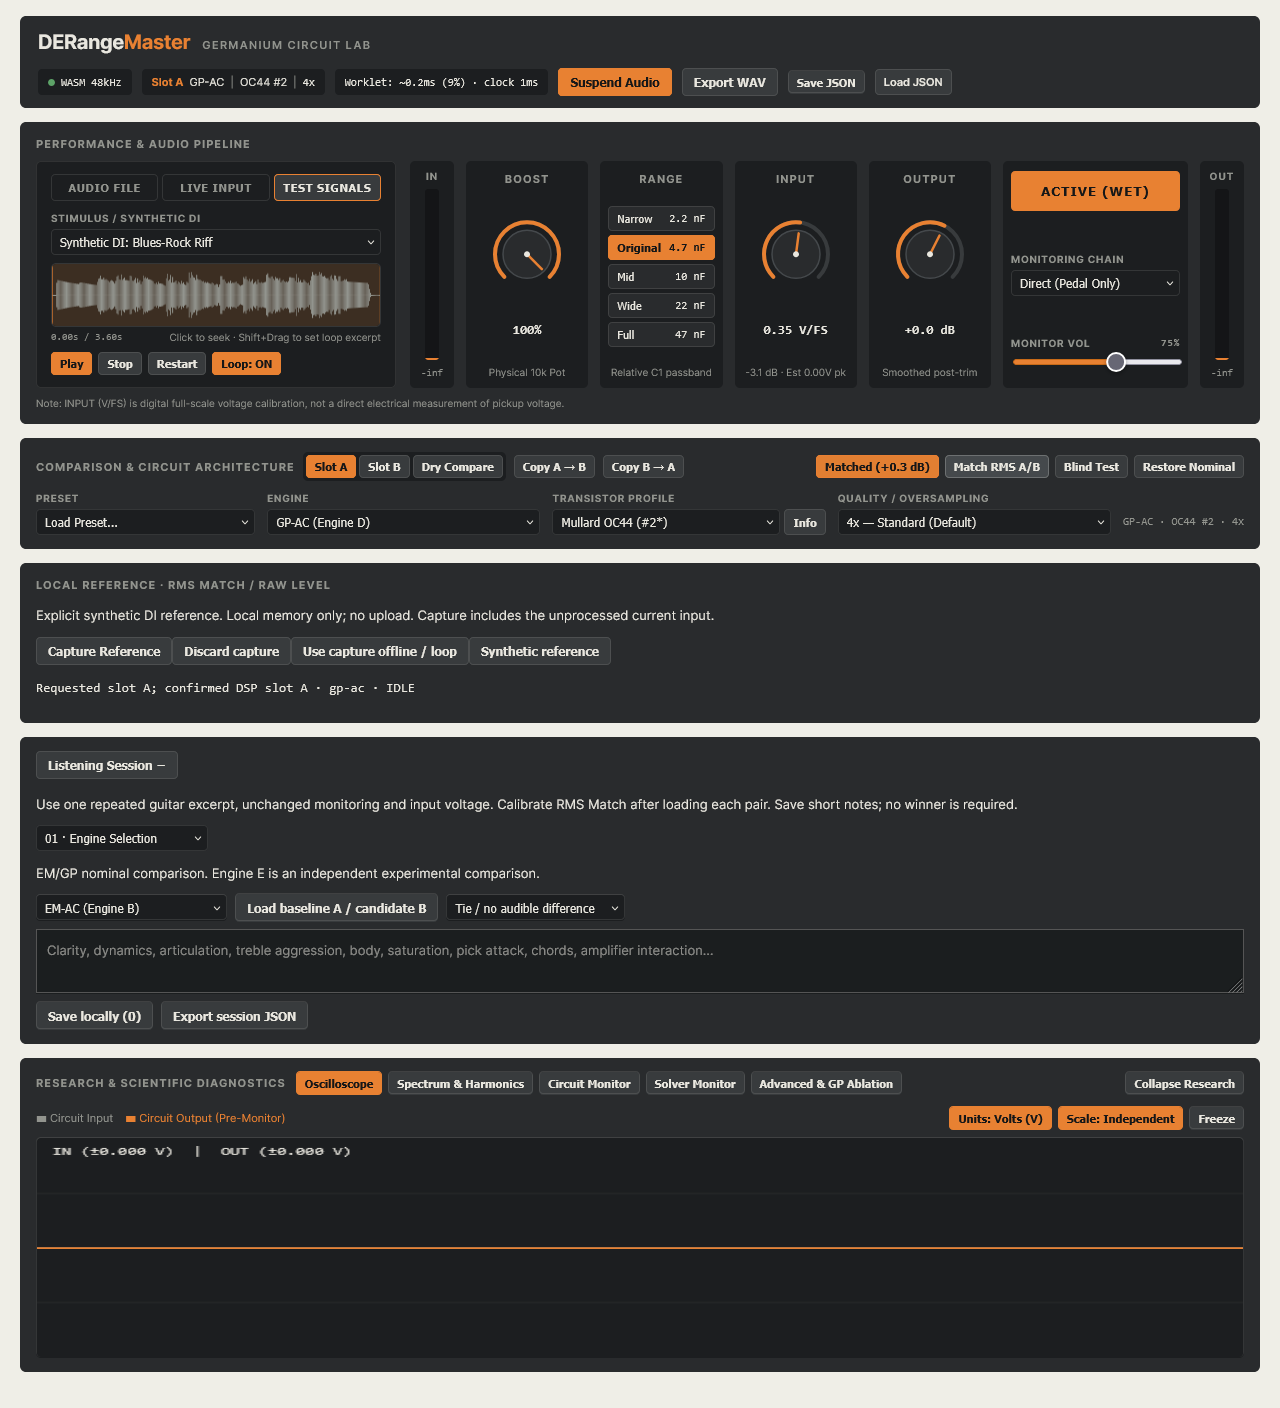 DERangeMaster GERMANIUM CIRCUIT LAB
WASM 48kHz Slot A GP-AC | OC44 #2 | 4x Worklet: ~0.2ms (9%) · clock 1ms Suspend Audio Export WAV Save JSON Load JSON
PERFORMANCE & AUDIO PIPELINE
AUDIO FILE LIVE INPUT TEST SIGNALS
STIMULUS / SYNTHETIC DI
Synthetic DI: Blues-Rock Riff
0.00s / 3.60s Click to seek · Shift+Drag to set loop excerpt
Play Stop Restart Loop: ON
IN
-inf
BOOST
100%
Physical 10k Pot
RANGE
Narrow 2.2 nF
Original 4.7 nF
Mid 10 nF
Wide 22 nF
Full 47 nF
Relative C1 passband
INPUT
0.35 V/FS
-3.1 dB · Est 0.00V pk
OUTPUT
+0.0 dB
Smoothed post-trim
ACTIVE (WET)
MONITORING CHAIN
Direct (Pedal Only)
MONITOR VOL 75%
OUT
-inf
Note: INPUT (V/FS) is digital full-scale voltage calibration, not a direct electrical measurement of pickup voltage.
COMPARISON & CIRCUIT ARCHITECTURE Slot A Slot B Dry Compare Copy A → B Copy B → A Matched (+0.3 dB) Match RMS A/B Blind Test Restore Nominal
PRESET ENGINE TRANSISTOR PROFILE QUALITY / OVERSAMPLING
Load Preset... GP-AC (Engine D) Mullard OC44 (#2*) Info 4x — Standard (Default) GP-AC · OC44 #2 · 4x
LOCAL REFERENCE · RMS MATCH / RAW LEVEL
Explicit synthetic DI reference. Local memory only; no upload. Capture includes the unprocessed current input.
Capture Reference Discard capture Use capture offline / loop Synthetic reference
Requested slot A; confirmed DSP slot A · gp-ac · IDLE
Listening Session −
Use one repeated guitar excerpt, unchanged monitoring and input voltage. Calibrate RMS Match after loading each pair. Save short notes; no winner is required.
01 · Engine Selection
EM/GP nominal comparison. Engine E is an independent experimental comparison.
EM-AC (Engine B) Load baseline A / candidate B Tie / no audible difference
Clarity, dynamics, articulation, treble aggression, body, saturation, pick attack, chords, amplifier interaction...
Save locally (0) Export session JSON
RESEARCH & SCIENTIFIC DIAGNOSTICS Oscilloscope Spectrum & Harmonics Circuit Monitor Solver Monitor Advanced & GP Ablation Collapse Research
Circuit Input Circuit Output (Pre-Monitor) Units: Volts (V) Scale: Independent Freeze
IN (±0.000 V) | OUT (±0.000 V)